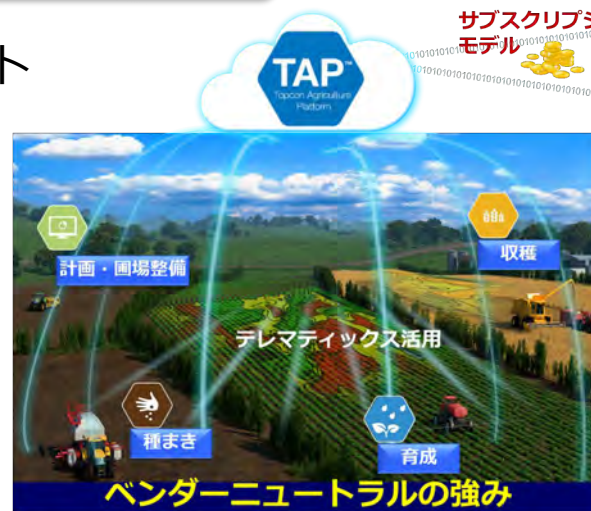 サブスクリプシ
モデル
ト
TAP™
Topcon Agriculture
Platform
計画・圃場整備
収穫
テレマティックス活用
種まき
育成
ベンダーニュートラルの強み